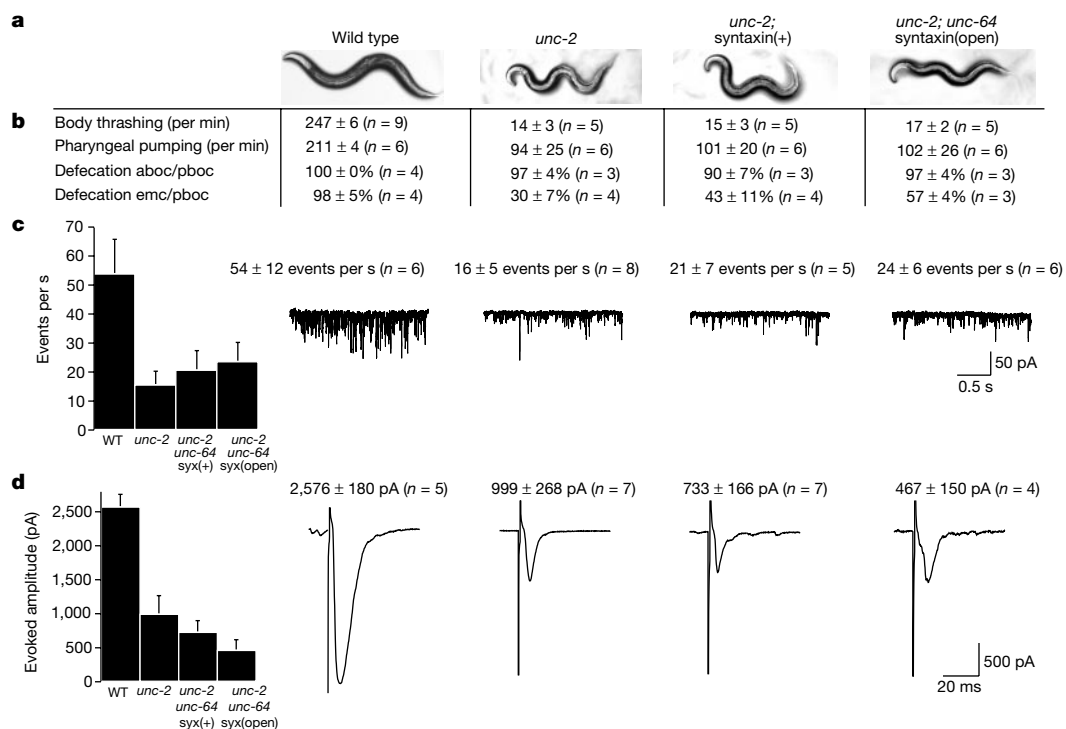 a
Wild type
unc-2
unc-2;
syntaxin(+)
unc-2; unc-64
syntaxin(open)
b
Body thrashing (per min) 247 ± 6 (n = 9) 14 ± 3 (n = 5) 15 ± 3 (n = 5) 17 ± 2 (n = 5)
Pharyngeal pumping (per min) 211 ± 4 (n = 6) 94 ± 25 (n = 6) 101 ± 20 (n = 6) 102 ± 26 (n = 6)
Defecation aboc/pboc 100 ± 0% (n = 4) 97 ± 4% (n = 3) 90 ± 7% (n = 3) 97 ± 4% (n = 3)
Defecation emc/pboc 98 ± 5% (n = 4) 30 ± 7% (n = 4) 43 ± 11% (n = 4) 57 ± 4% (n = 3)
c
Events per s
70
60
50
40
30
20
10
0
WT
unc-2
unc-2
unc-64
syx(+)
unc-2
unc-64
syx(open)
54 ± 12 events per s (n = 6)
16 ± 5 events per s (n = 8)
21 ± 7 events per s (n = 5)
24 ± 6 events per s (n = 6)
50 pA
0.5 s
d
Evoked amplitude (pA)
2,500
2,000
1,500
1,000
500
0
WT
unc-2
unc-2
unc-64
syx(+)
unc-2
unc-64
syx(open)
2,576 ± 180 pA (n = 5)
999 ± 268 pA (n = 7)
733 ± 166 pA (n = 7)
467 ± 150 pA (n = 4)
500 pA
20 ms